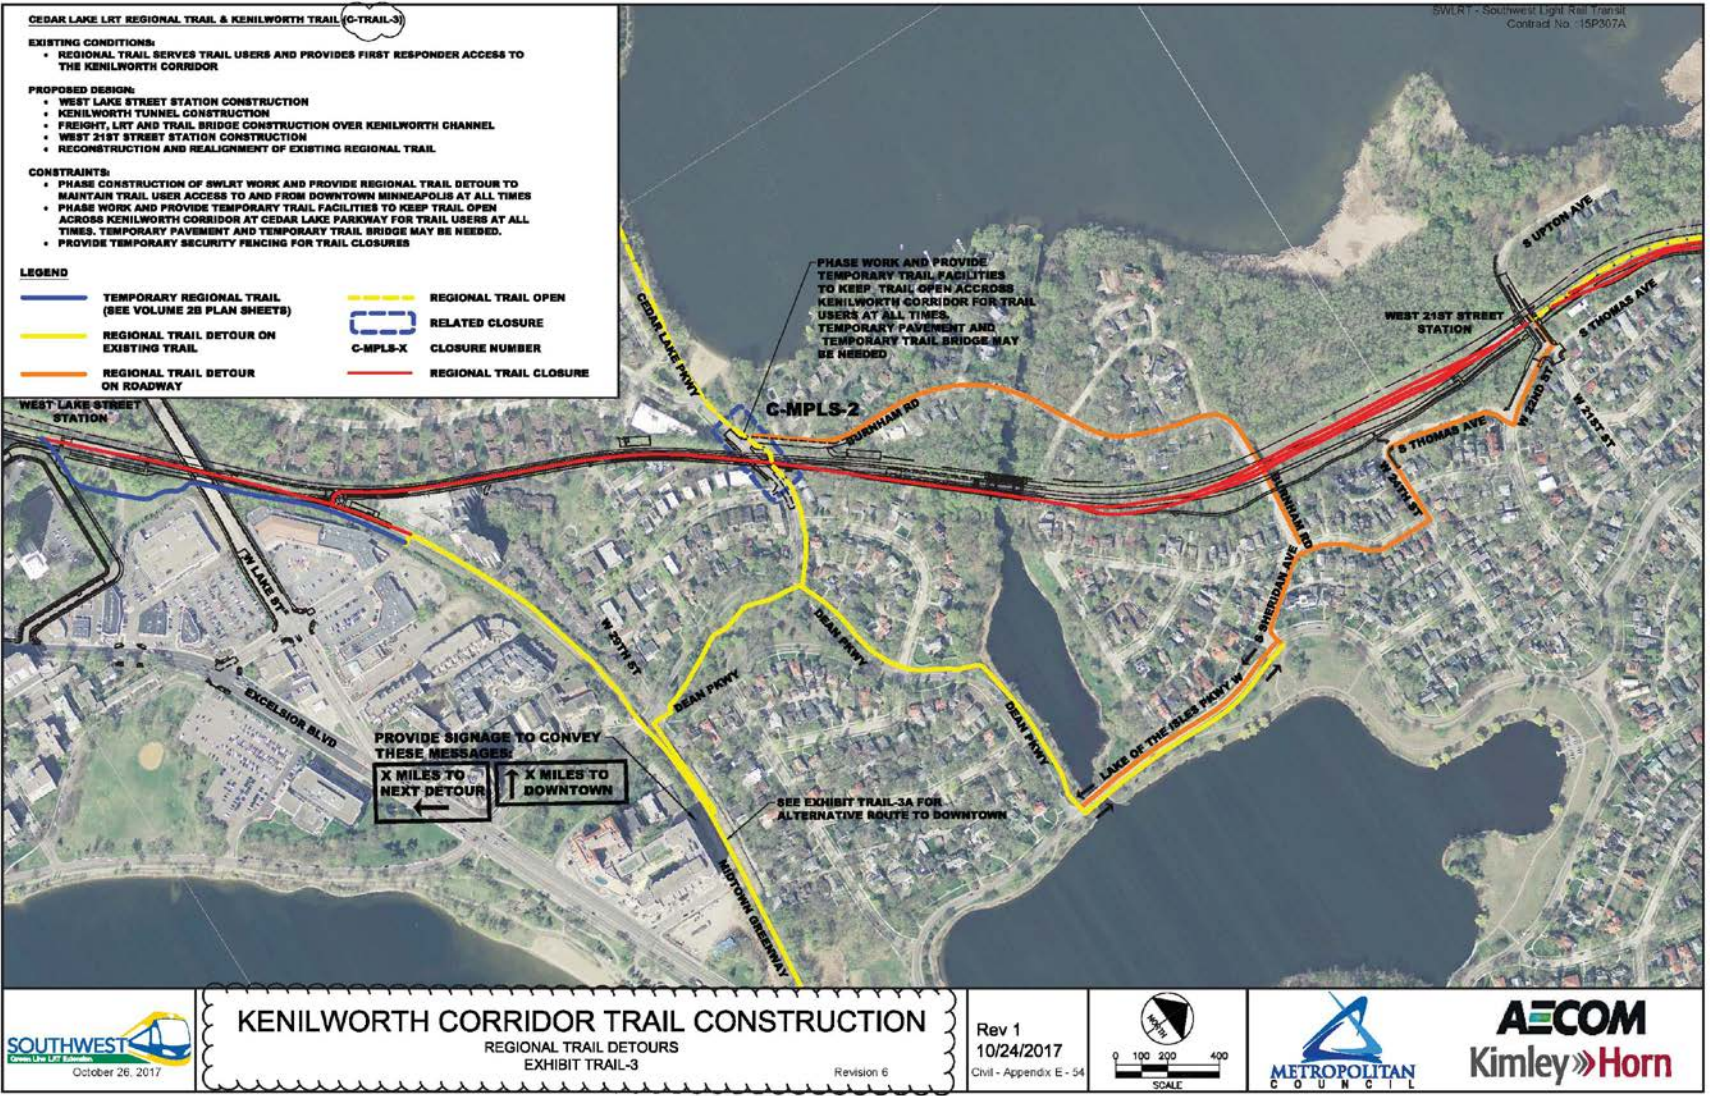 SWLRT - Southwest Light Rail Transit
Contract No. :15P307A
CEDAR LAKE LRT REGIONAL TRAIL & KENILWORTH TRAIL (C-TRAIL-3)
EXISTING CONDITIONS:
• REGIONAL TRAIL SERVES TRAIL USERS AND PROVIDES FIRST RESPONDER ACCESS TO
THE KENILWORTH CORRIDOR
PROPOSED DESIGN:
• WEST LAKE STREET STATION CONSTRUCTION
• KENILWORTH TUNNEL CONSTRUCTION
• FREIGHT, LRT AND TRAIL BRIDGE CONSTRUCTION OVER KENILWORTH CHANNEL
• WEST 21ST STREET STATION CONSTRUCTION
• RECONSTRUCTION AND REALIGNMENT OF EXISTING REGIONAL TRAIL
CONSTRAINTS:
• PHASE CONSTRUCTION OF SWLRT WORK AND PROVIDE REGIONAL TRAIL DETOUR TO
MAINTAIN TRAIL USER ACCESS TO AND FROM DOWNTOWN MINNEAPOLIS AT ALL TIMES
• PHASE WORK AND PROVIDE TEMPORARY TRAIL FACILITIES TO KEEP TRAIL OPEN
ACROSS KENILWORTH CORRIDOR AT CEDAR LAKE PARKWAY FOR TRAIL USERS AT ALL
TIMES. TEMPORARY PAVEMENT AND TEMPORARY TRAIL BRIDGE MAY BE NEEDED.
• PROVIDE TEMPORARY SECURITY FENCING FOR TRAIL CLOSURES
LEGEND
TEMPORARY REGIONAL TRAIL
(SEE VOLUME 2B PLAN SHEETS)
REGIONAL TRAIL DETOUR ON
EXISTING TRAIL
REGIONAL TRAIL DETOUR
ON ROADWAY
REGIONAL TRAIL OPEN
RELATED CLOSURE
C-MPLS-X CLOSURE NUMBER
REGIONAL TRAIL CLOSURE
PHASE WORK AND PROVIDE
TEMPORARY TRAIL FACILITIES
TO KEEP TRAIL OPEN ACCROSS
KENILWORTH CORRIDOR FOR TRAIL
USERS AT ALL TIMES.
TEMPORARY PAVEMENT AND
TEMPORARY TRAIL BRIDGE MAY
BE NEEDED
CEDAR LAKE PKWY
C-MPLS-2
BURNHAM RD
S UPTON AVE
WEST 21ST STREET
STATION
S THOMAS AVE
W 22ND ST
W 21ST ST
S THOMAS AVE
W 24TH ST
BURNHAM RD
S SHERIDAN AVE
WEST LAKE STREET
STATION
W LAKE ST
EXCELSIOR BLVD
W 29TH ST
DEAN PKWY
DEAN PKWY
DEAN PKWY
LAKE OF THE ISLES PKWY W
PROVIDE SIGNAGE TO CONVEY
THESE MESSAGES:
X MILES TO
NEXT DETOUR
←
↑ X MILES TO
DOWNTOWN
SEE EXHIBIT TRAIL-3A FOR
ALTERNATIVE ROUTE TO DOWNTOWN
MIDTOWN GREENWAY
SOUTHWEST
Green Line LRT Extension
October 26, 2017
KENILWORTH CORRIDOR TRAIL CONSTRUCTION
REGIONAL TRAIL DETOURS
EXHIBIT TRAIL-3
Revision 6
Rev 1
10/24/2017
Civil - Appendix E - 54
NORTH
0 100 200 400
SCALE
METROPOLITAN
COUNCIL
AECOM
Kimley»Horn